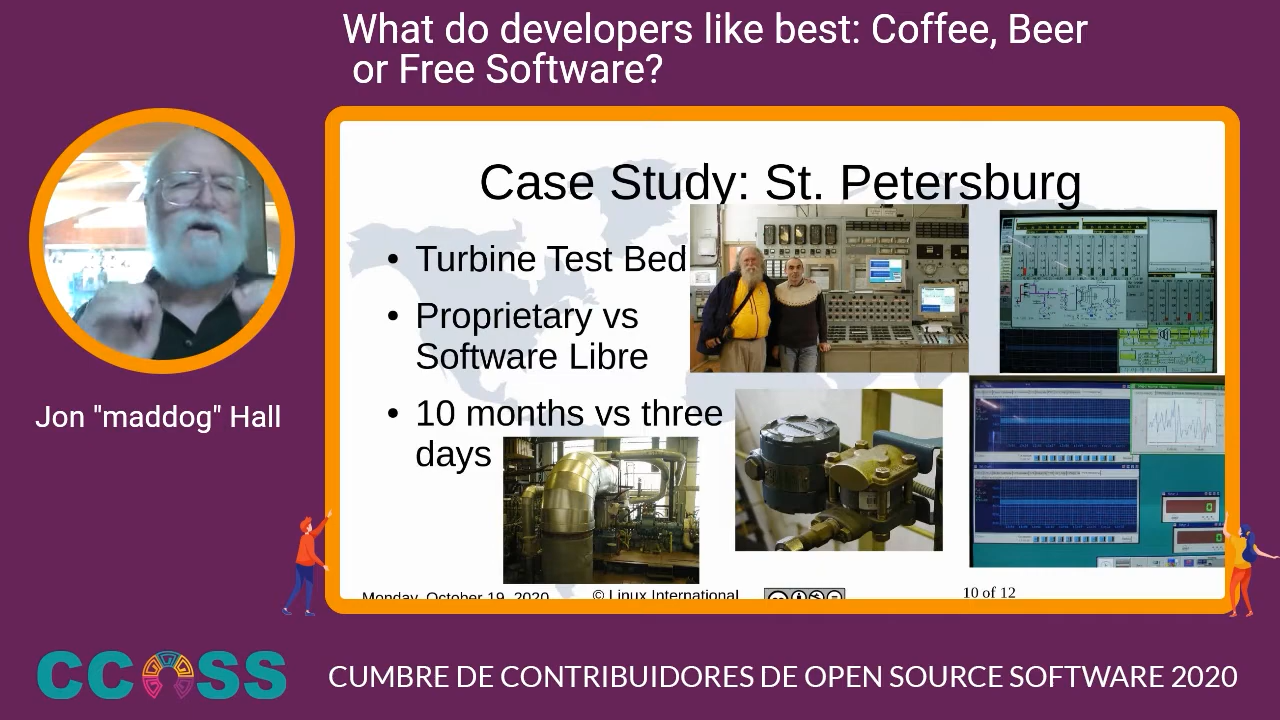 What do developers like best: Coffee, Beer
or Free Software?
Case Study: St. Petersburg
• Turbine Test Bed
• Proprietary vs
Software Libre
• 10 months vs three
days
Monday, October 19, 2020
© Linux International
10 of 12
Jon "maddog" Hall
CCOSS
CUMBRE DE CONTRIBUIDORES DE OPEN SOURCE SOFTWARE 2020